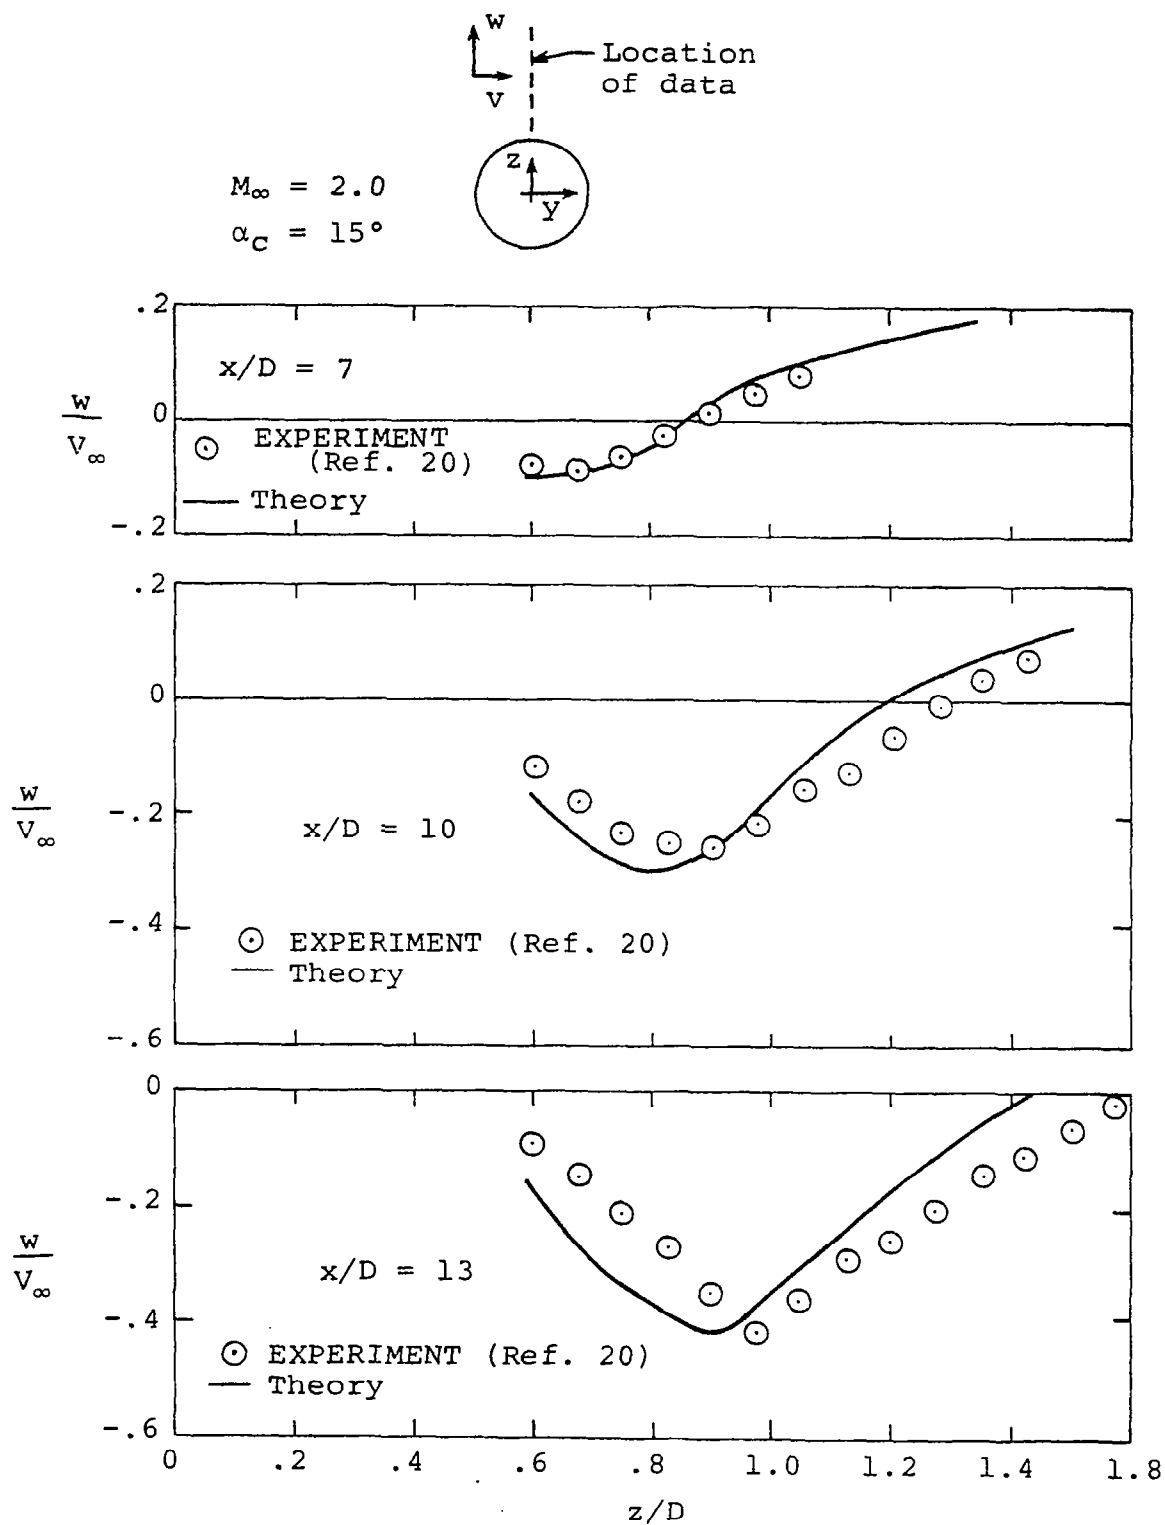 w
v
Location
of data
z
y
M∞ = 2.0
αC = 15°
.2
0
-.2
w
V∞
x/D = 7
EXPERIMENT
(Ref. 20)
Theory
.2
0
-.2
-.4
-.6
w
V∞
x/D = 10
EXPERIMENT (Ref. 20)
Theory
0
-.2
-.4
-.6
w
V∞
x/D = 13
EXPERIMENT (Ref. 20)
Theory
0 .2 .4 .6 .8 1.0 1.2 1.4 1.8
z/D